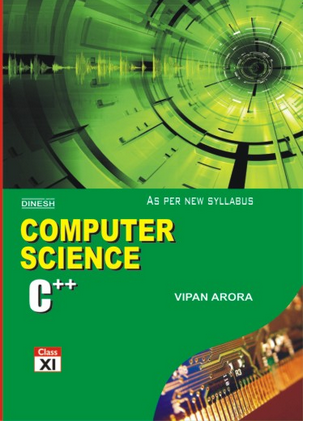 DINESH
AS PER NEW SYLLABUS
COMPUTER
SCIENCE
C++
VIPAN ARORA
Class
XI